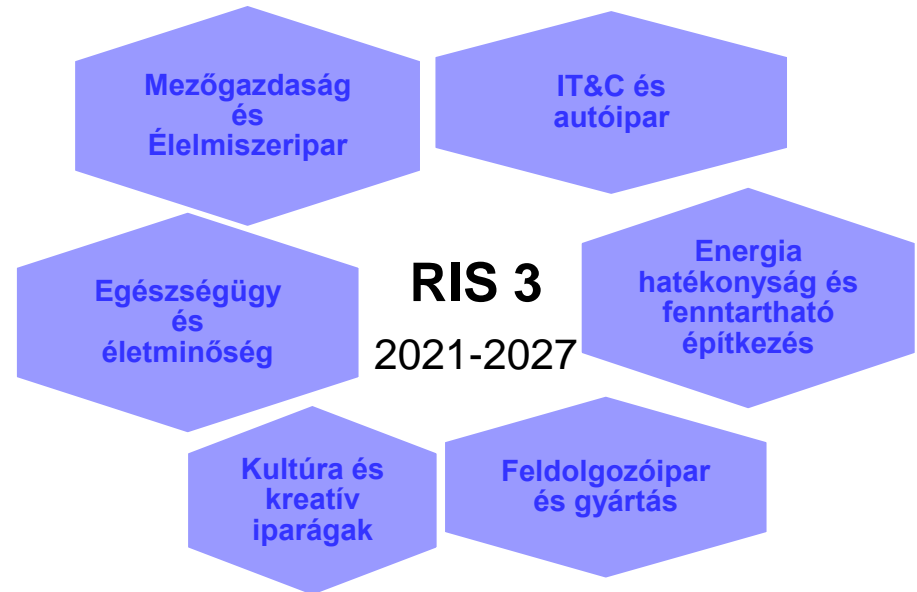 Mezőgazdaság
és
Élelmiszeripar
IT&C és
autóipar
Egészségügy
és
életminőség
RIS 3
2021-2027
Energia
hatékonyság és
fenntartható
építkezés
Kultúra és
kreatív
iparágak
Feldolgozóipar
és gyártás